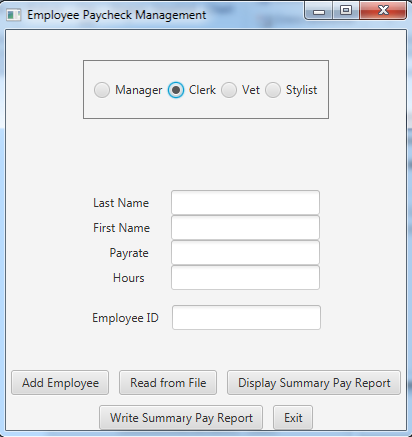 Employee Paycheck Management
Manager Clerk Vet Stylist
Last Name
First Name
Payrate
Hours
Employee ID
Add Employee Read from File Display Summary Pay Report
Write Summary Pay Report Exit